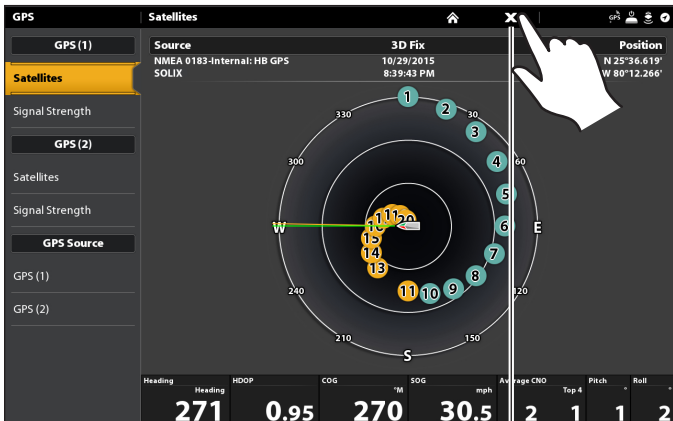 GPS
Satellites
GPS
GPS (1)
Satellites
Signal Strength
GPS (2)
Satellites
Signal Strength
GPS Source
GPS (1)
GPS (2)
Source 3D Fix Position
NMEA 0183-Internal: HB GPS 10/29/2015 N 25°36.619'
SOLIX 8:39:43 PM W 80°12.266'
1
2
330 30
3
300 4 60
5
11 20
W 6 E
15
14 7
13 8
240 11 10 9 120
210 150
S
Heading HDOP COG SOG Average CNO Pitch Roll
Heading °M mph Top 4 ° °
271 0.95 270 30.5 2 1 1 2